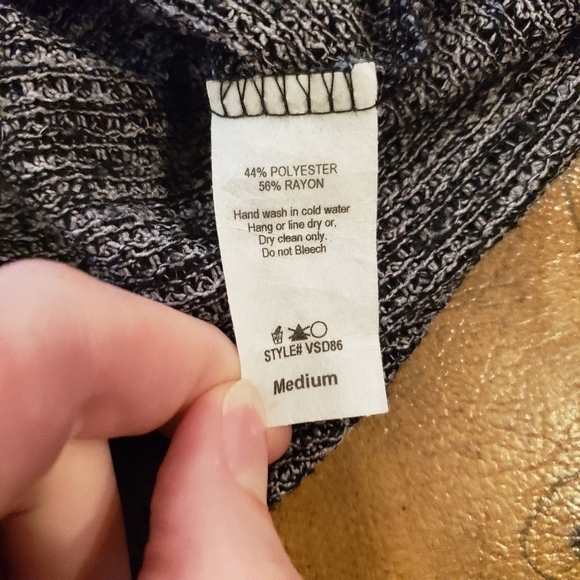 44% POLYESTER
56% RAYON
Hand wash in cold water
Hang or line dry or,
Dry clean only.
Do not Bleech
STYLE# VSD86
Medium